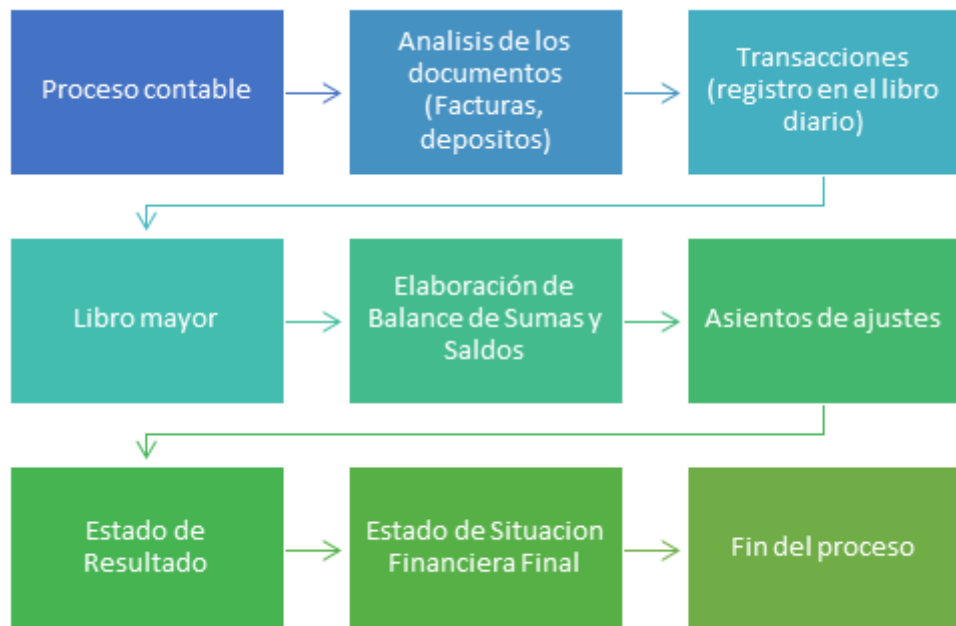 Proceso contable
Analisis de los
documentos
(Facturas,
depositos)
Transacciones
(registro en el libro
diario)
Libro mayor
Elaboración de
Balance de Sumas y
Saldos
Asientos de ajustes
Estado de
Resultado
Estado de Situacion
Financiera Final
Fin del proceso